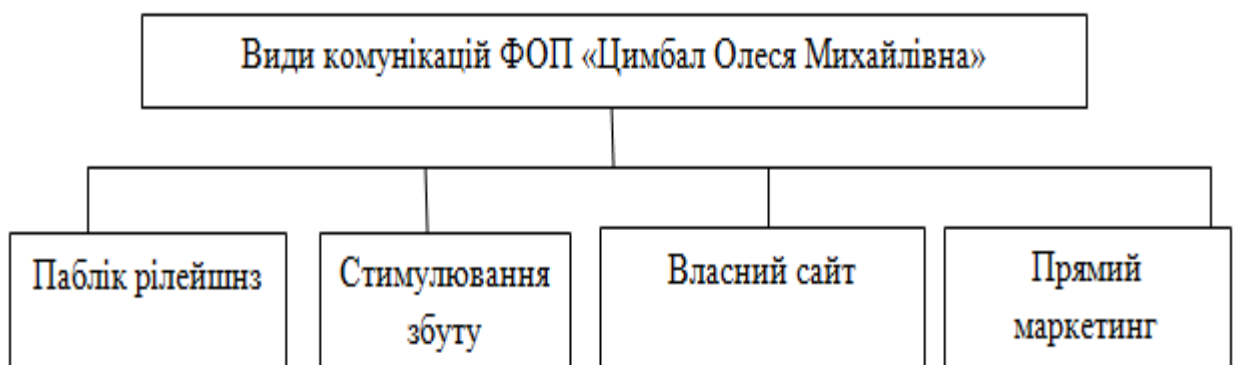 Види комунікацій ФОП «Цимбал Олеся Михайлівна»
Паблік рілейшнз
Стимулювання
збуту
Власний сайт
Прямий
маркетинг